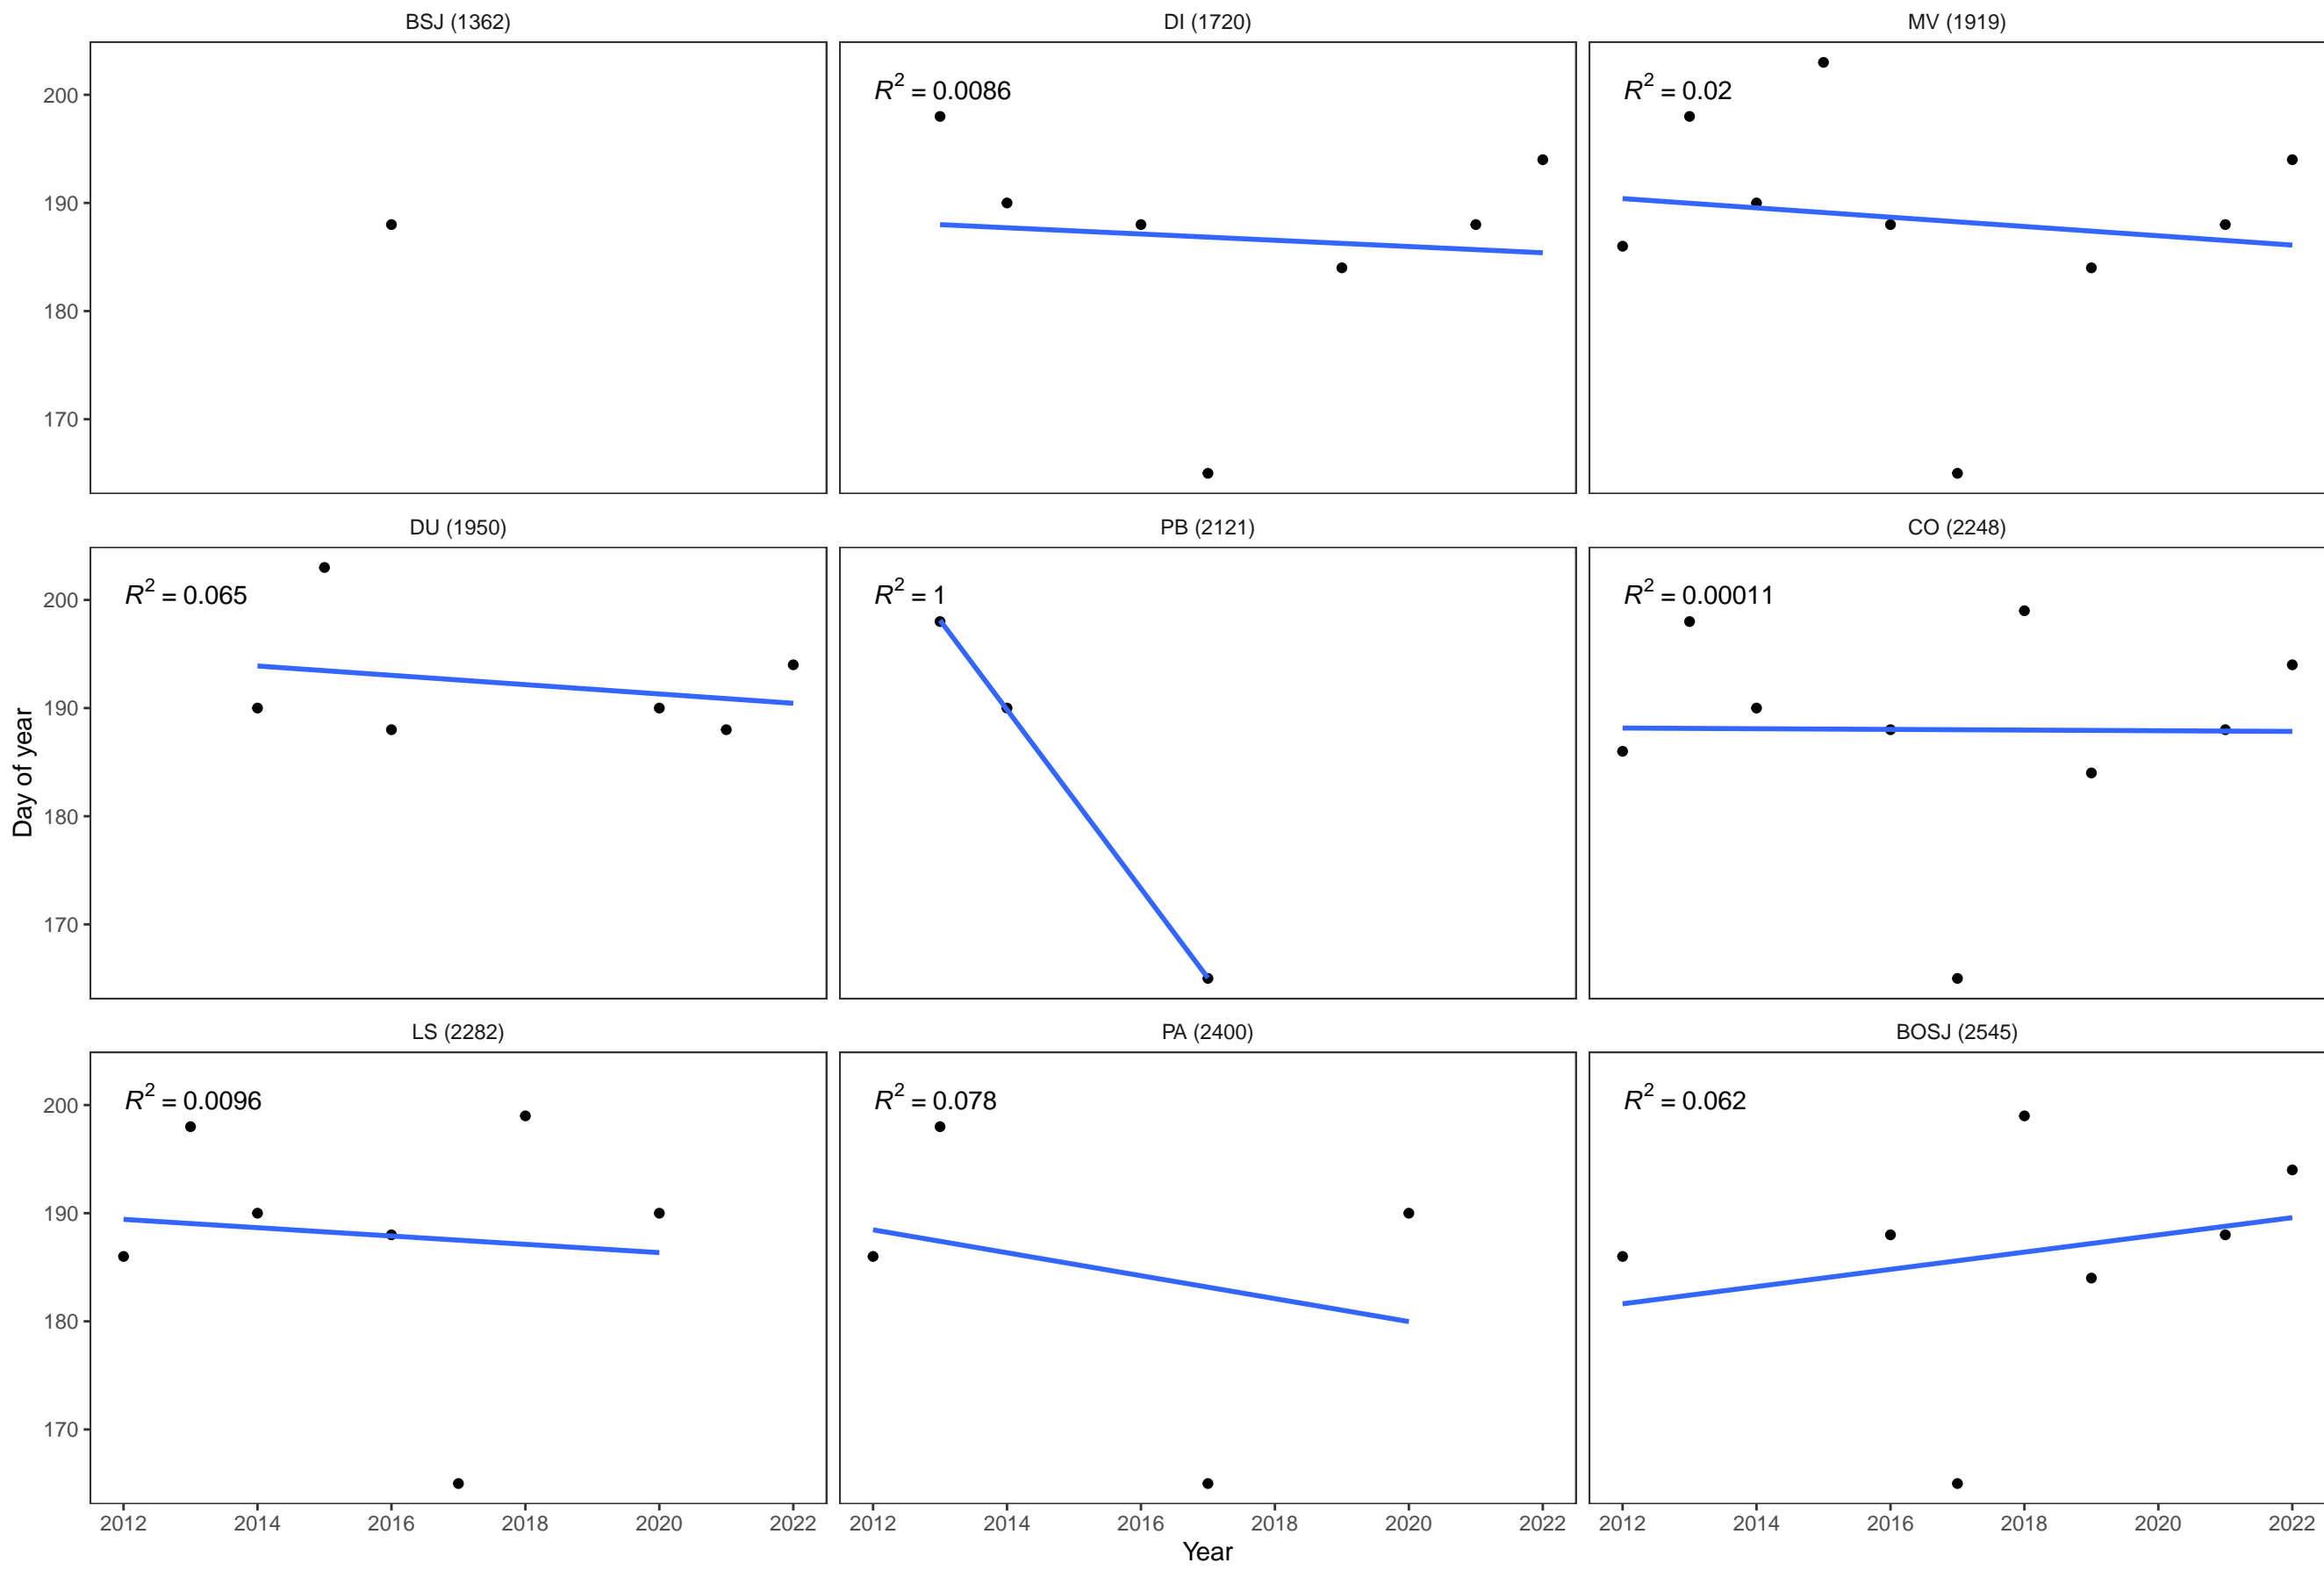 BSJ (1362) DI (1720) MV (1919)
200
190
180
170
R² = 0.0086
R² = 0.02
DU (1950) PB (2121) CO (2248)
200
190
180
170
R² = 0.065
R² = 1
R² = 0.00011
Day of year
LS (2282) PA (2400) BOSJ (2545)
200
190
180
170
R² = 0.0096
R² = 0.078
R² = 0.062
2012 2014 2016 2018 2020 2022 2012 2014 2016 2018 2020 2022 2012 2014 2016 2018 2020 2022
Year